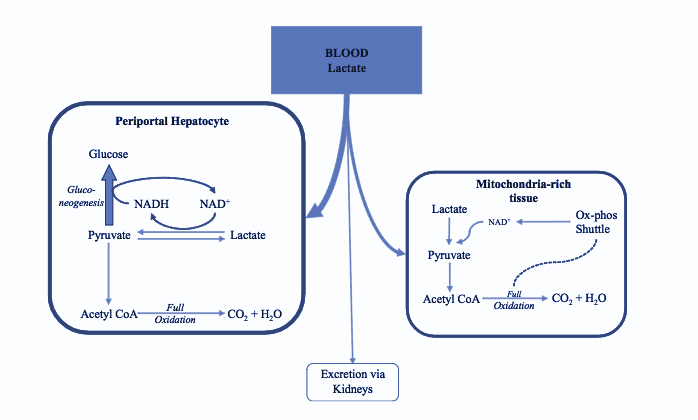 BLOOD
Lactate
Periportal Hepatocyte
Glucose
Gluco-
neogenesis
NADH
NAD⁺
Pyruvate
Lactate
Acetyl CoA
Full
Oxidation
CO₂ + H₂O
Mitochondria-rich
tissue
Lactate
NAD⁺
Ox-phos
Shuttle
Pyruvate
Acetyl CoA
Full
Oxidation
CO₂ + H₂O
Excretion via
Kidneys